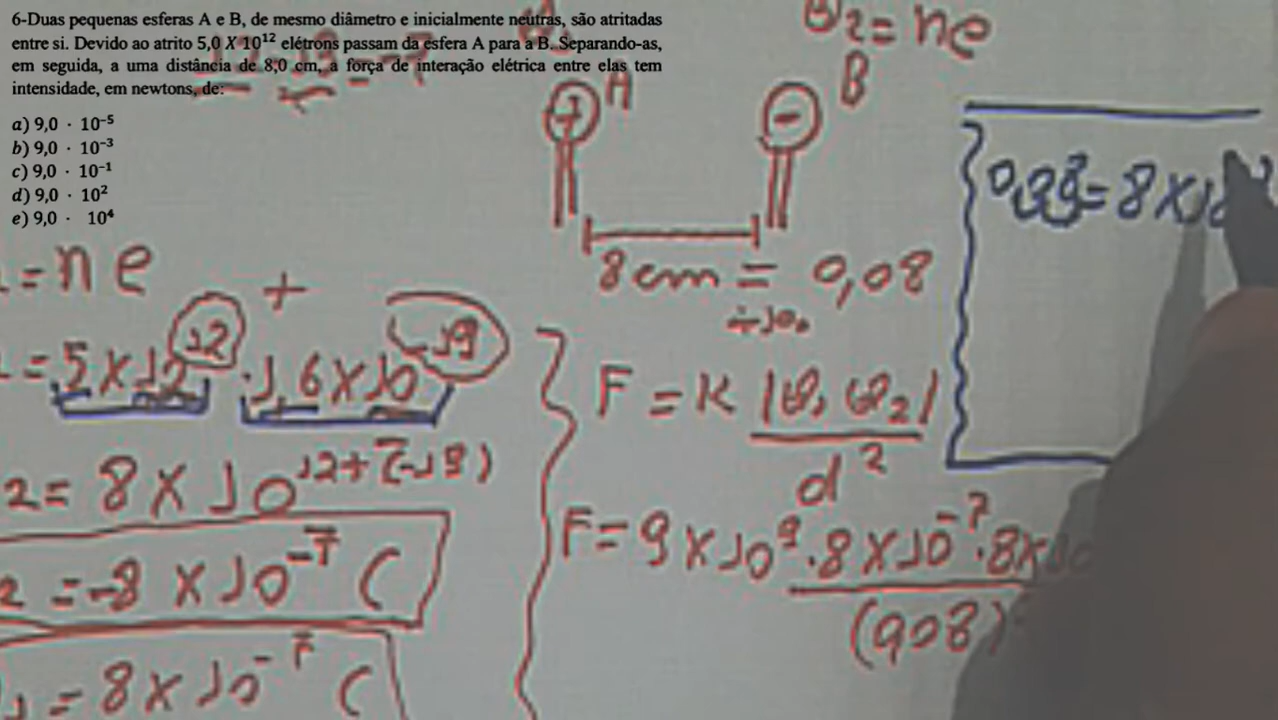 6-Duas pequenas esferas A e B, de mesmo diâmetro e inicialmente neutras, são atritadas
entre si. Devido ao atrito 5,0 X 10¹² elétrons passam da esfera A para a B. Separando-as,
em seguida, a uma distância de 8,0 cm, a força de interação elétrica entre elas tem
intensidade, em newtons, de:
a) 9,0 · 10⁻⁵
b) 9,0 · 10⁻³
c) 9,0 · 10⁻¹
d) 9,0 · 10²
e) 9,0 · 10⁴
Q2 = ne
+ A
- B
8cm = 0,08
÷100
= ne
+
= 5 x 10¹² · 1,6 x 10⁻¹⁹
2 = 8 x 10¹²⁺⁽⁻¹⁹⁾
2 = -8 x 10⁻⁷ C
1 = 8 x 10⁻⁷ C
F = K |Q1 Q2|
d²
F = 9 x 10⁹ · 8 x 10⁻⁷ · 8x
(0,08)
= 8 x 10